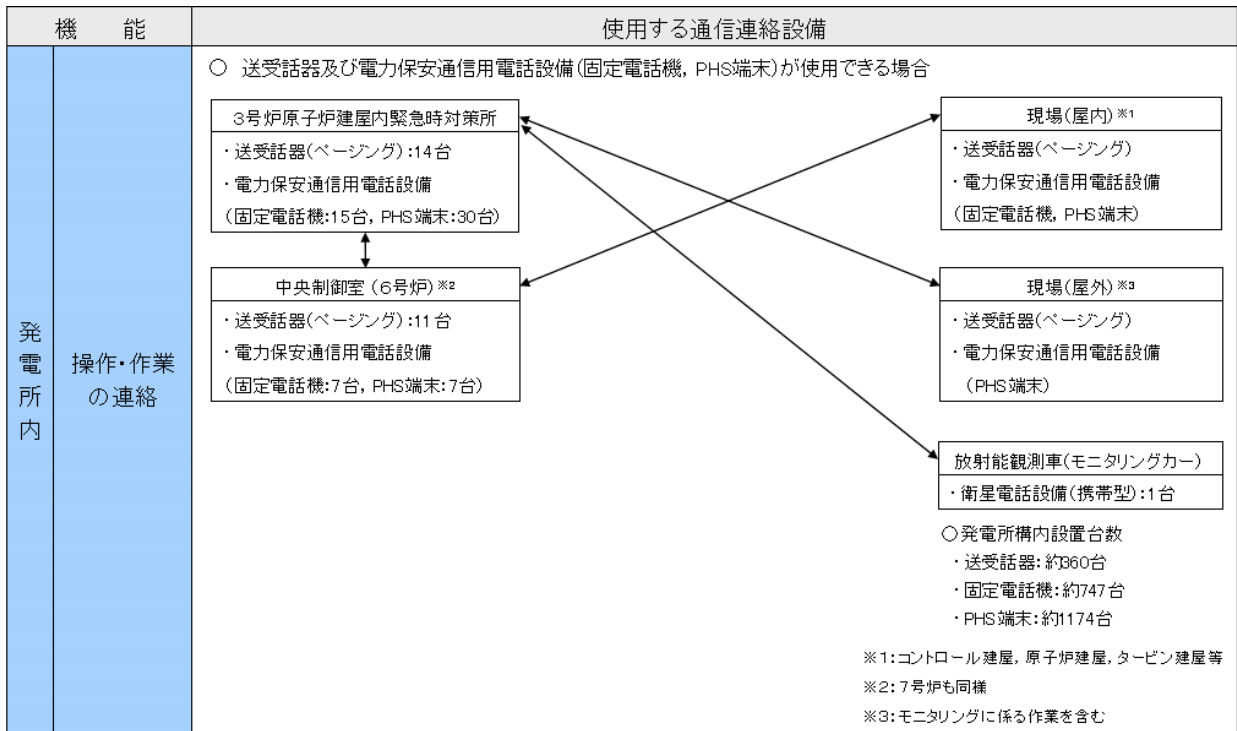 機　能
使用する通信連絡設備
発電所内
操作・作業
の連絡
○ 送受話器及び電力保安通信用電話設備(固定電話機, PHS端末)が使用できる場合
3号炉原子炉建屋内緊急時対策所
・送受話器(ページング):14台
・電力保安通信用電話設備
(固定電話機:15台, PHS端末:30台)
中央制御室（6号炉）※2
・送受話器(ページング):11台
・電力保安通信用電話設備
(固定電話機:7台, PHS端末:7台)
現場(屋内)※1
・送受話器(ページング)
・電力保安通信用電話設備
(固定電話機, PHS端末)
現場(屋外)※3
・送受話器(ページング)
・電力保安通信用電話設備
(PHS端末)
放射能観測車(モニタリングカー)
・衛星電話設備(携帯型):1台
○発電所構内設置台数
・送受話器:約360台
・固定電話機:約747台
・PHS端末:約1174台
※1:コントロール建屋, 原子炉建屋, タービン建屋等
※2:7号炉も同様
※3:モニタリングに係る作業を含む